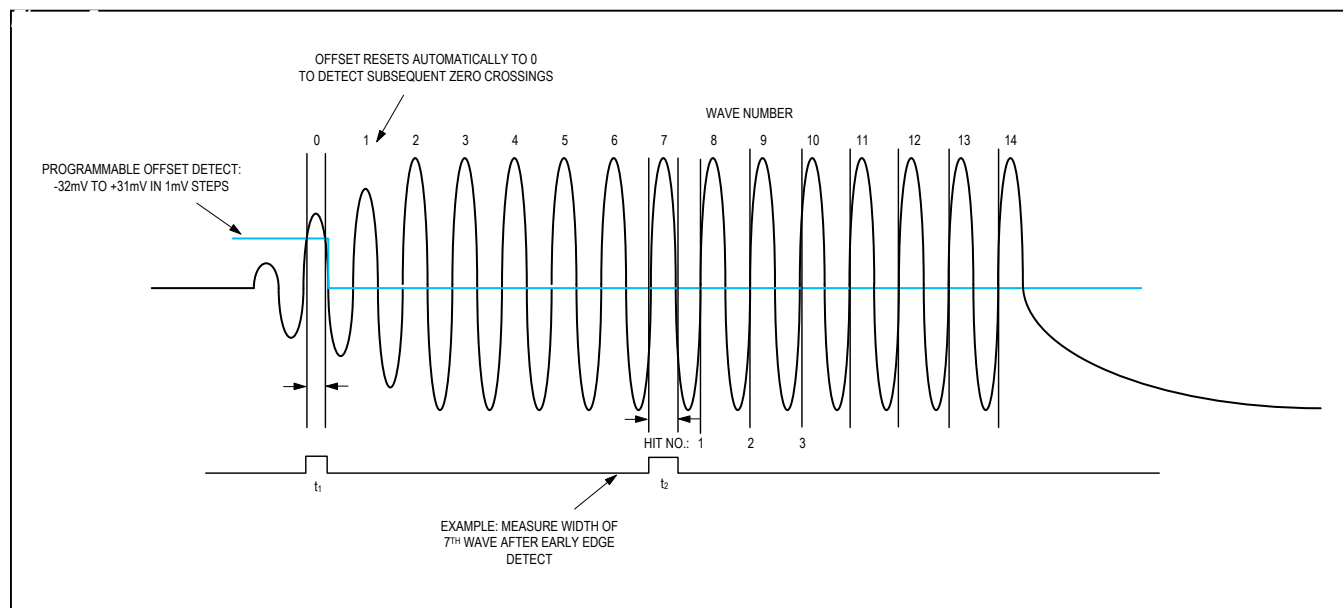 OFFSET RESETS AUTOMATICALLY TO 0
TO DETECT SUBSEQUENT ZERO CROSSINGS
WAVE NUMBER
0 1 2 3 4 5 6 7 8 9 10 11 12 13 14
PROGRAMMABLE OFFSET DETECT:
-32mV TO +31mV IN 1mV STEPS
HIT NO.: 1 2 3
t1 t2
EXAMPLE: MEASURE WIDTH OF
7TH WAVE AFTER EARLY EDGE
DETECT